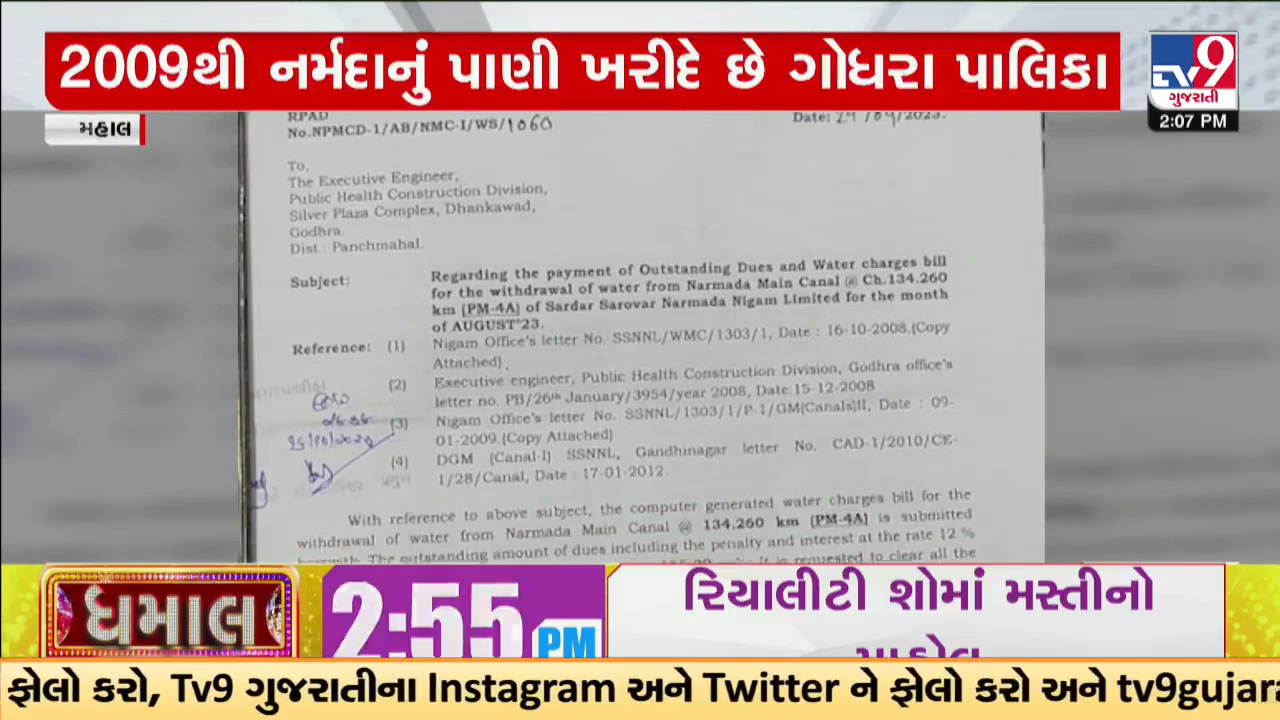 2009થી નર્મદાનું પાણી ખરીદે છે ગોધરા પાલિકા
TV9
ગુજરાતી
2:07 PM
મહાલ
RPAD
No.NPMCD-1/AB/NMC-I/WS/1060
Date:
To,
The Executive Engineer,
Public Health Construction Division,
Silver Plaza Complex, Dhankawad,
Godhra.
Dist.: Panchmahal.
Subject: Regarding the payment of Outstanding Dues and Water charges bill
for the withdrawal of water from Narmada Main Canal @ Ch.134.260
km (PM-4A) of Sardar Sarovar Narmada Nigam Limited for the month
of AUGUST'23.
Reference: (1) Nigam Office's letter No. SSNNL/WMC/1303/1, Date : 16-10-2008.(Copy
Attached),
(2) Executive engineer, Public Health Construction Division, Godhra office's
letter no. PB/26th January/3954/year 2008, Date:15-12-2008
(3) Nigam Office's Letter No. SSNNL/1303/1/P-1/GM(Canals)II, Date : 09-
01-2009.(Copy Attached)
(4) DGM (Canal-I) SSNNL, Gandhinagar letter No. CAD-1/2010/CE-
1/28/Canal, Date : 17-01-2012.
With reference to above subject, the computer generated water charges bill for the
withdrawal of water from Narmada Main Canal @ 134.260 km (PM-4A) is submitted
The outstanding amount of dues including the penalty and interest at the rate 12 %
it is requested to clear all the
ધમાલ
2:55 PM
રિયાલીટી શોમાં મસ્તીનો
ફોલો કરો, Tv9 ગુજરાતીના Instagram અને Twitter ને ફોલો કરો અને tv9gujar